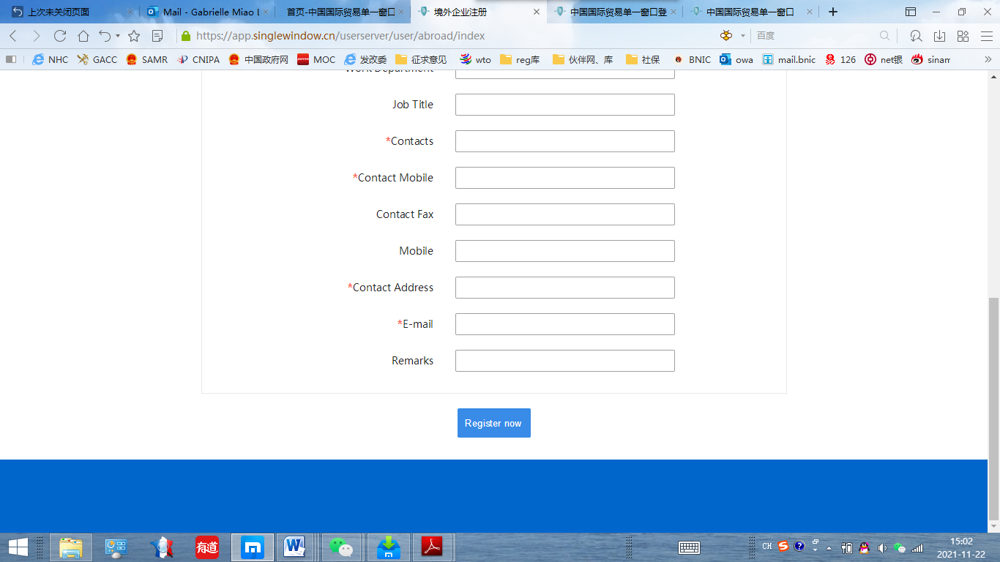 上次未关闭页面
Mail - Gabrielle Miao
首页-中国国际贸易单一窗口
境外企业注册
中国国际贸易单一窗口登
中国国际贸易单一窗口
https://app.singlewindow.cn/userserver/user/abroad/index
百度
NHC
GACC
SAMR
CNIPA
中国政府网
MOC
发改委
征求意见
wto
reg库
伙伴网、库
社保
BNIC
owa
mail.bnic
126
net银
sinam
Work Department
Job Title
*Contacts
*Contact Mobile
Contact Fax
Mobile
*Contact Address
*E-mail
Remarks
Register now
有道
CH
15:02
2021-11-22